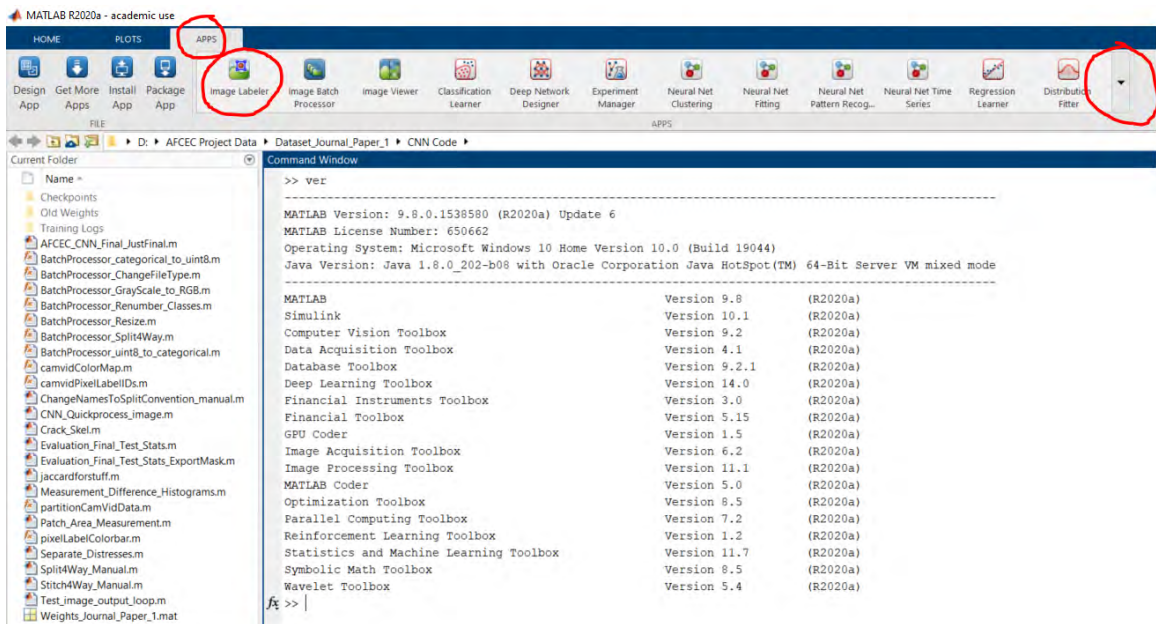 MATLAB R2020a - academic use
HOME PLOTS APPS
Design App
Get More Apps
Install App
Package App
Image Labeler
Image Batch Processor
Image Viewer
Classification Learner
Deep Network Designer
Experiment Manager
Neural Net Clustering
Neural Net Fitting
Neural Net Pattern Recog...
Neural Net Time Series
Regression Learner
Distribution Fitter
FILE APPS
D: AFCEC Project Data Dataset_Journal_Paper_1 CNN Code
Current Folder
Name
Checkpoints
Old Weights
Training Logs
AFCEC_CNN_Final_JustFinal.m
BatchProcessor_categorical_to_uint8.m
BatchProcessor_ChangeFileType.m
BatchProcessor_GrayScale_to_RGB.m
BatchProcessor_Renumber_Classes.m
BatchProcessor_Resize.m
BatchProcessor_Split4Way.m
BatchProcessor_uint8_to_categorical.m
camvidColorMap.m
camvidPixelLabelIDs.m
ChangeNamesToSplitConvention_manual.m
CNN_Quickprocess_image.m
Crack_Skel.m
Evaluation_Final_Test_Stats.m
Evaluation_Final_Test_Stats_ExportMask.m
jaccardforstuff.m
Measurement_Difference_Histograms.m
partitionCamVidData.m
Patch_Area_Measurement.m
pixelLabelColorbar.m
Separate_Distresses.m
Split4Way_Manual.m
Stitch4Way_Manual.m
Test_image_output_loop.m
Weights_Journal_Paper_1.mat
Command Window
>> ver
-----------------------------------------------------------------------------------------------------
MATLAB Version: 9.8.0.1538580 (R2020a) Update 6
MATLAB License Number: 650662
Operating System: Microsoft Windows 10 Home Version 10.0 (Build 19044)
Java Version: Java 1.8.0_202-b08 with Oracle Corporation Java HotSpot(TM) 64-Bit Server VM mixed mode
-----------------------------------------------------------------------------------------------------
MATLAB Version 9.8 (R2020a)
Simulink Version 10.1 (R2020a)
Computer Vision Toolbox Version 9.2 (R2020a)
Data Acquisition Toolbox Version 4.1 (R2020a)
Database Toolbox Version 9.2.1 (R2020a)
Deep Learning Toolbox Version 14.0 (R2020a)
Financial Instruments Toolbox Version 3.0 (R2020a)
Financial Toolbox Version 5.15 (R2020a)
GPU Coder Version 1.5 (R2020a)
Image Acquisition Toolbox Version 6.2 (R2020a)
Image Processing Toolbox Version 11.1 (R2020a)
MATLAB Coder Version 5.0 (R2020a)
Optimization Toolbox Version 8.5 (R2020a)
Parallel Computing Toolbox Version 7.2 (R2020a)
Reinforcement Learning Toolbox Version 1.2 (R2020a)
Statistics and Machine Learning Toolbox Version 11.7 (R2020a)
Symbolic Math Toolbox Version 8.5 (R2020a)
Wavelet Toolbox Version 5.4 (R2020a)
fx >>